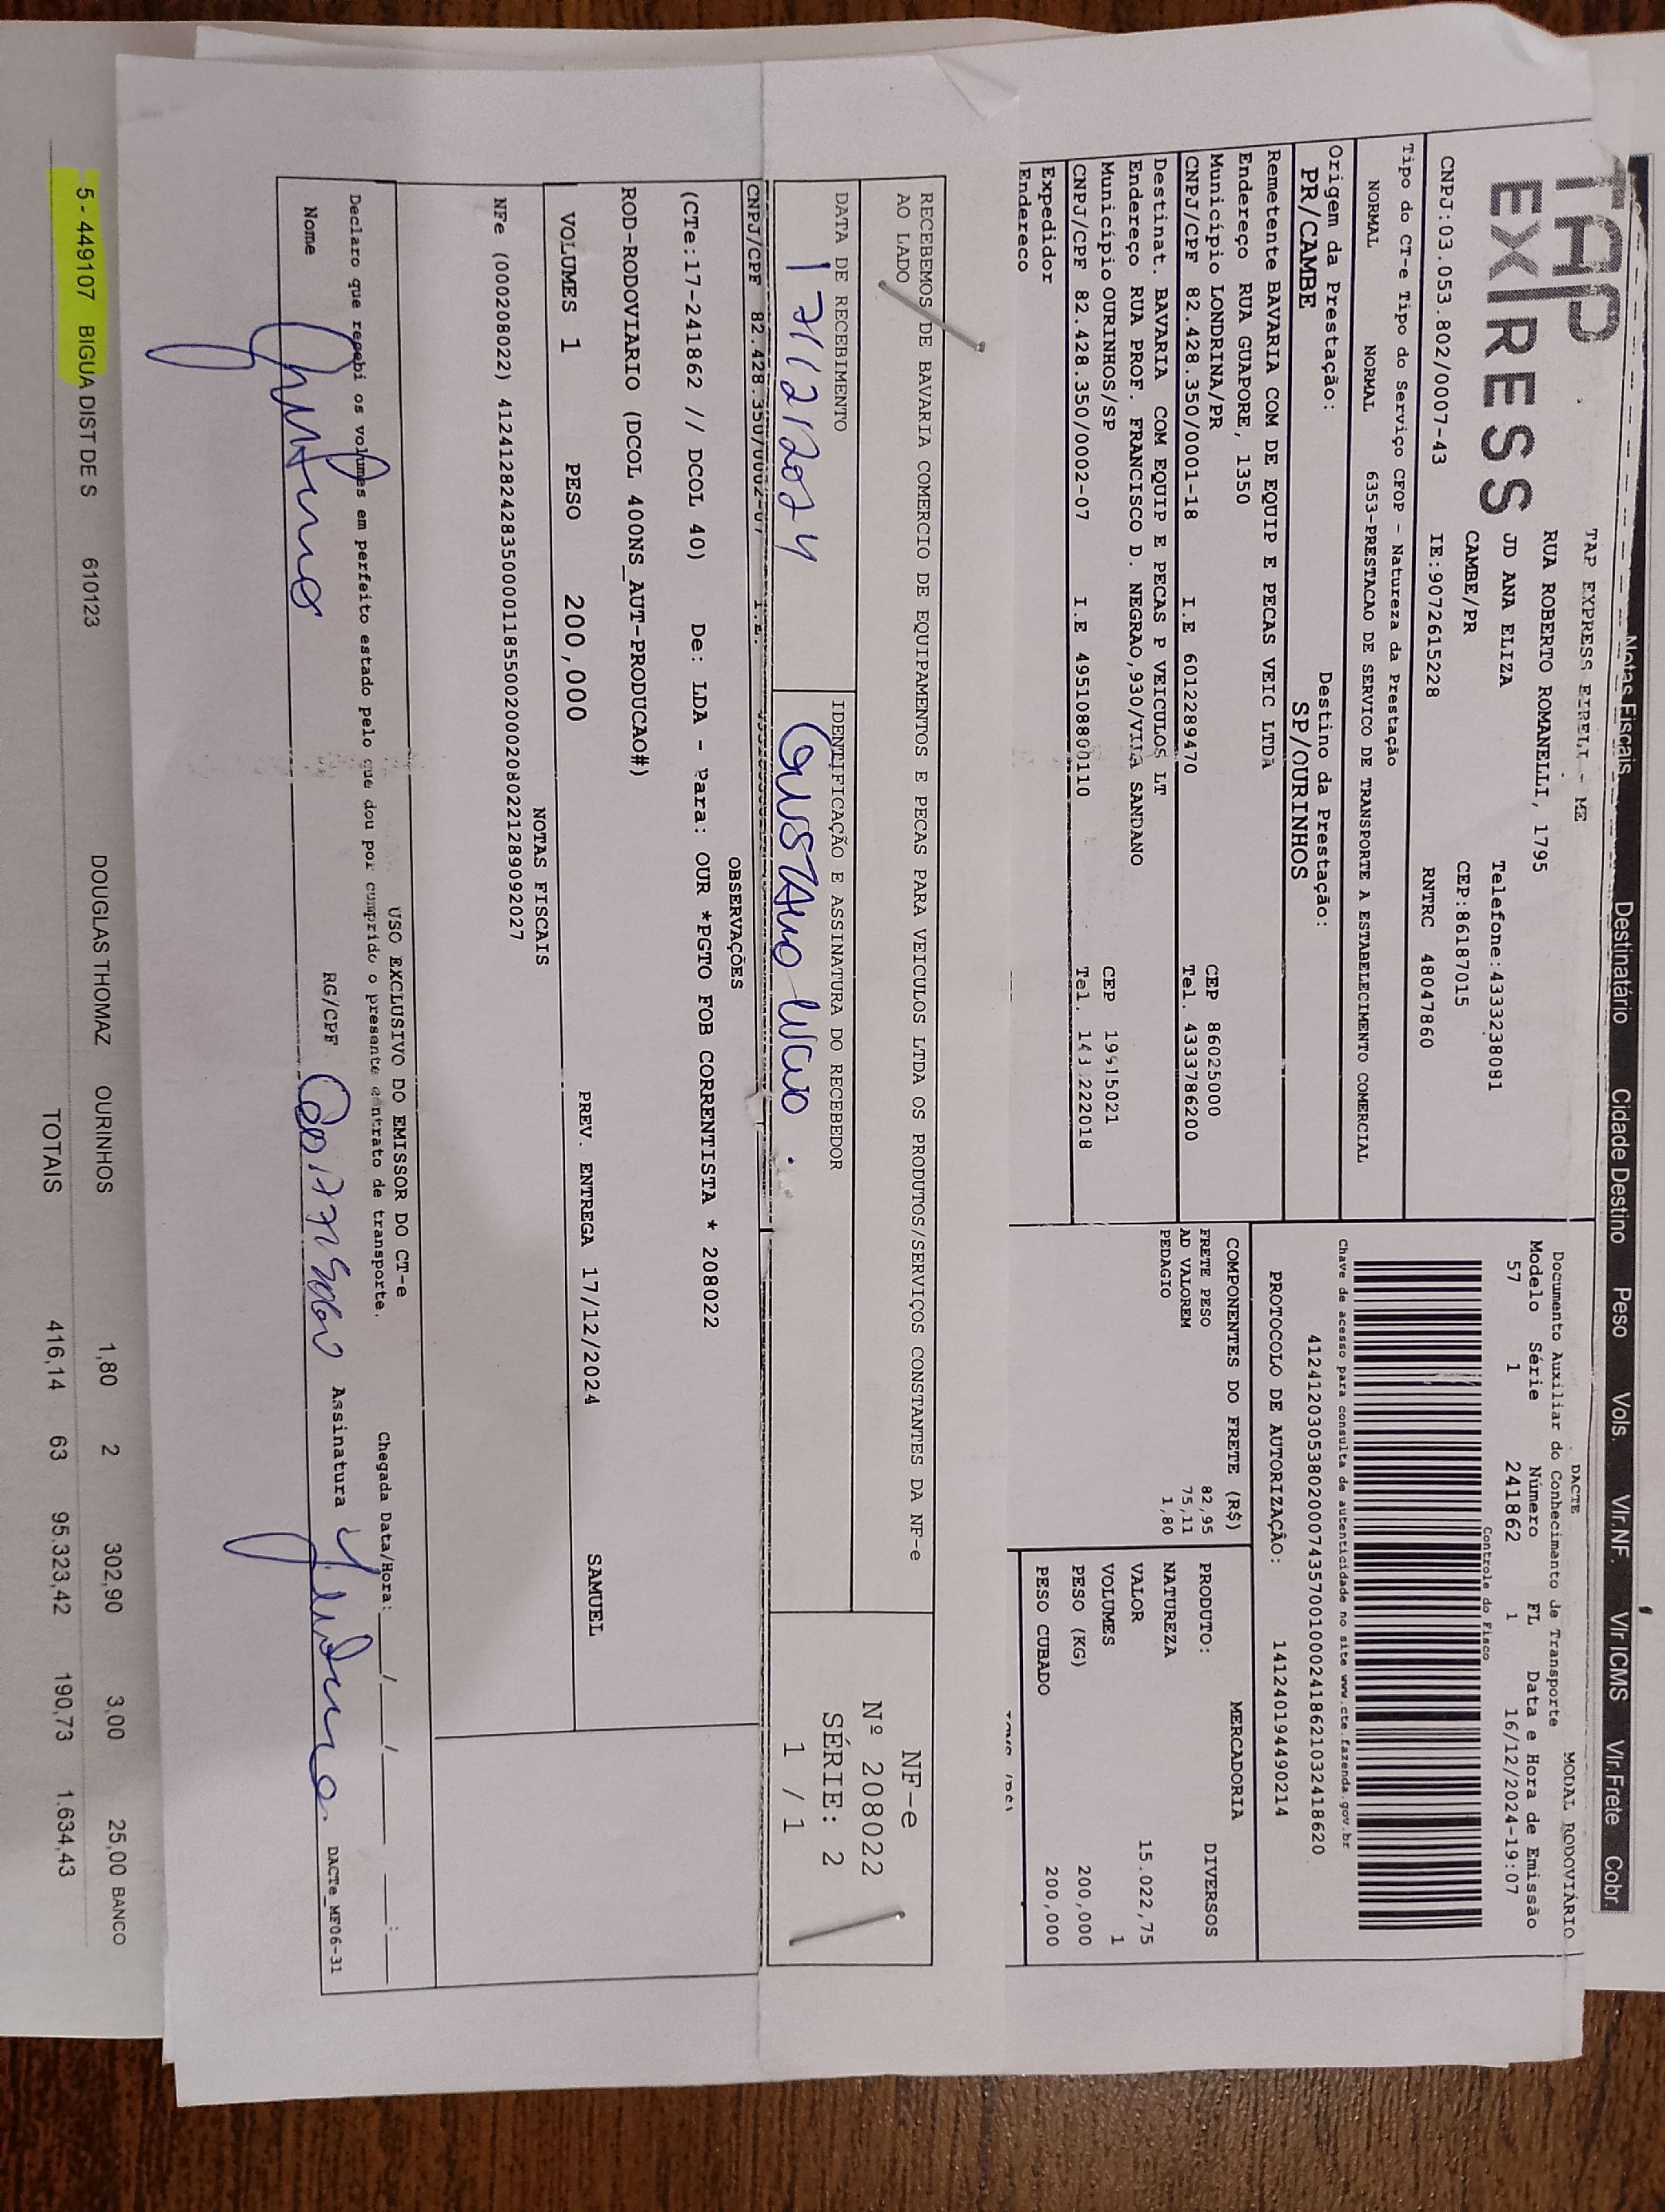 Notas Fiscais Destinatário Cidade Destino Peso Vols. Vlr.NF. Vlr ICMS Vlr.Frete Cobr.
TAP EXPRESS
TAP EXPRESS EIRELI - ME
RUA ROBERTO ROMANELLI, 1795
JD ANA ELIZA Telefone:4333238091
CAMBE/PR CEP:86187015
CNPJ:03.053.802/0007-43 IE:9072615228 RNTRC 48047860
DACTE MODAL RODOVIÁRIO
Documento Auxiliar do Conhecimento de Transporte
Modelo Série Número FL Data e Hora de Emissão
57 1 241862 1 16/12/2024-19:07
Controle do Fisco
Tipo do CT-e Tipo do Serviço CFOP - Natureza da Prestação
NORMAL NORMAL 6353-PRESTACAO DE SERVICO DE TRANSPORTE A ESTABELECIMENTO COMERCIAL
Chave de acesso para consulta de autenticidade no site www.cte.fazenda.gov.br
41241203053802000743570010002418621032418620
Origem da Prestação: Destino da Prestação:
PR/CAMBE SP/OURINHOS
PROTOCOLO DE AUTORIZAÇÃO: 141240194490214
Remetente BAVARIA COM DE EQUIP E PECAS VEIC LTDA
Endereço RUA GUAPORE, 1350
Município LONDRINA/PR CEP 86025000
CNPJ/CPF 82.428.350/0001-18 I.E 6012289470 Tel. 4333786200
Destinat. BAVARIA COM EQUIP E PECAS P VEICULOS LT
Endereço RUA PROF. FRANCISCO D. NEGRAO,930/VILA SANDANO
Município OURINHOS/SP CEP 19915021
CNPJ/CPF 82.428.350/0002-07 I.E 495108800110 Tel.
Expedidor
Endereco
COMPONENTES DO FRETE (R$)
FRETE PESO 82,95
AD VALOREM 75,11
PEDAGIO 1,80
MERCADORIA
PRODUTO: DIVERSOS
NATUREZA
VALOR 15.022,75
VOLUMES 1
PESO (KG) 200,000
PESO CUBADO 200,000
RECEBEMOS DE BAVARIA COMERCIO DE EQUIPAMENTOS E PECAS PARA VEICULOS LTDA OS PRODUTOS/SERVIÇOS CONSTANTES DA NF-e
AO LADO
DATA DE RECEBIMENTO IDENTIFICAÇÃO E ASSINATURA DO RECEBEDOR
17/12/2024 GUSTAVO LUCIO.
NF-e
Nº 208022
SÉRIE: 2
1 / 1
CNPJ/CPF 82.428.350/0002-07 I.E.
OBSERVAÇÕES
(CTe:17-241862 // DCOL 40) De: LDA - Para: OUR *PGTO FOB CORRENTISTA * 208022
ROD-RODOVIARIO (DCOL 400NS_AUT-PRODUCAO#)
VOLUMES 1 PESO 200,000 PREV. ENTREGA 17/12/2024 SAMUEL
NOTAS FISCAIS
NFe (000208022) 41241282428350000118550020002080221289092027
USO EXCLUSIVO DO EMISSOR DO CT-e
Declaro que recebi os volumes em perfeito estado pelo que dou por cumprido o presente contrato de transporte. Chegada Data/Hora: / / :
Nome RG/CPF Assinatura
DACTe_MF06-31
5 - 449107 BIGUA DIST DE S 610123 DOUGLAS THOMAZ OURINHOS 1,80 2 302,90 3,00 25,00 BANCO
TOTAIS 416,14 63 95.323,42 190,73 1.634,43